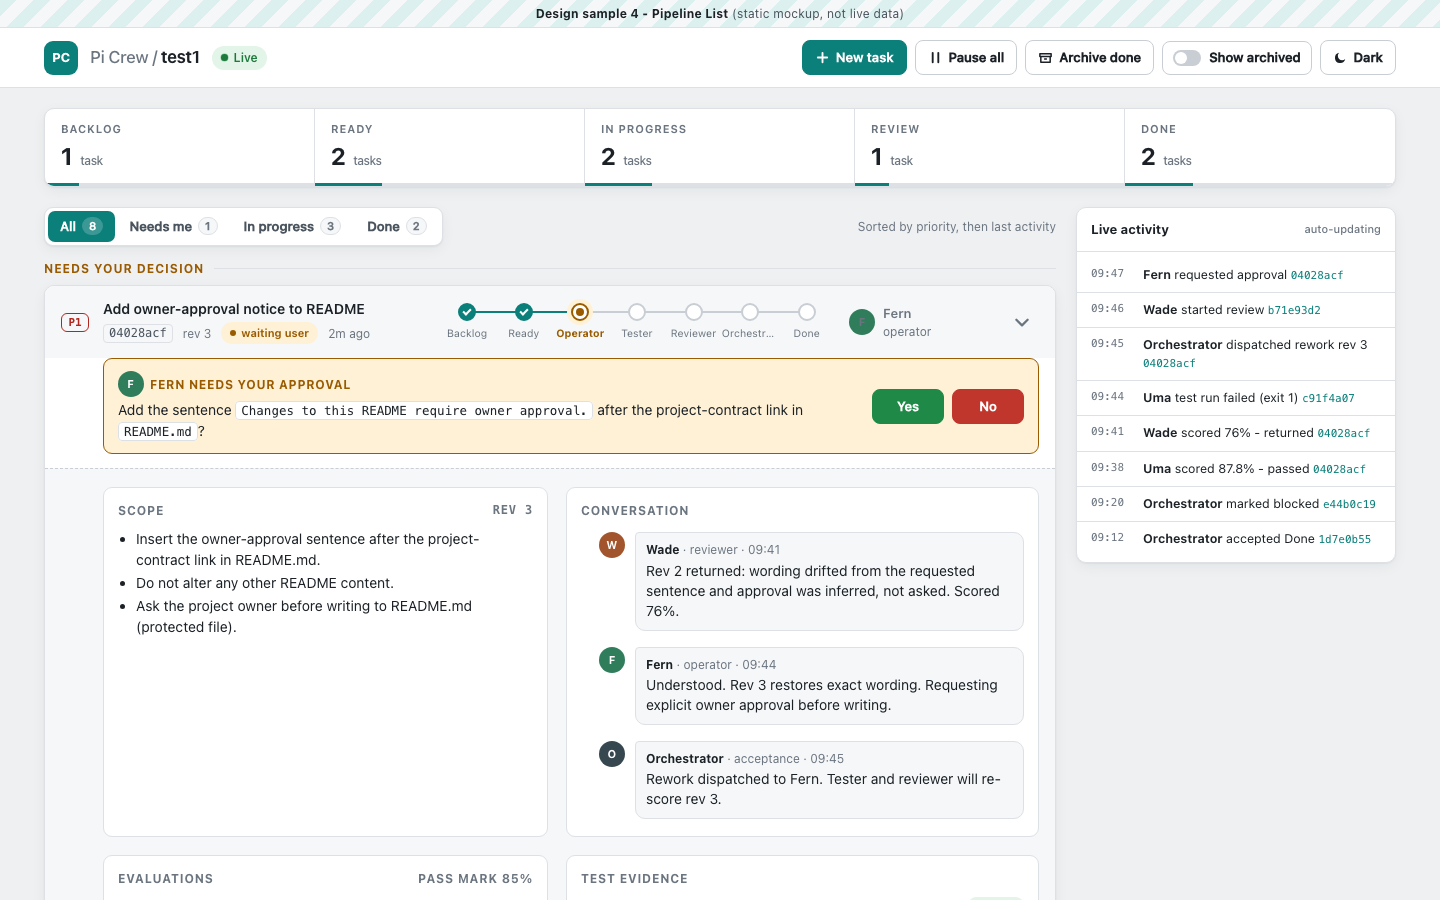 Design sample 4 - Pipeline List (static mockup, not live data)
PC
Pi Crew / test1
Live
New task
Pause all
Archive done
Show archived
Dark
BACKLOG
1 task
READY
2 tasks
IN PROGRESS
2 tasks
REVIEW
1 task
DONE
2 tasks
All 8
Needs me 1
In progress 3
Done 2
Sorted by priority, then last activity
NEEDS YOUR DECISION
P1
Add owner-approval notice to README
04028acf rev 3 waiting user 2m ago
Backlog
Ready
Operator
Tester
Reviewer
Orchestr...
Done
F
Fern
operator
F FERN NEEDS YOUR APPROVAL
Add the sentence Changes to this README require owner approval. after the project-contract link in
README.md ?
Yes
No
SCOPE
REV 3
Insert the owner-approval sentence after the project-
contract link in README.md.
Do not alter any other README content.
Ask the project owner before writing to README.md
(protected file).
CONVERSATION
W
Wade · reviewer · 09:41
Rev 2 returned: wording drifted from the requested
sentence and approval was inferred, not asked. Scored
76%.
F
Fern · operator · 09:44
Understood. Rev 3 restores exact wording. Requesting
explicit owner approval before writing.
O
Orchestrator · acceptance · 09:45
Rework dispatched to Fern. Tester and reviewer will re-
score rev 3.
EVALUATIONS
PASS MARK 85%
TEST EVIDENCE
Live activity
auto-updating
09:47 Fern requested approval 04028acf
09:46 Wade started review b71e93d2
09:45 Orchestrator dispatched rework rev 3
04028acf
09:44 Uma test run failed (exit 1) c91f4a07
09:41 Wade scored 76% - returned 04028acf
09:38 Uma scored 87.8% - passed 04028acf
09:20 Orchestrator marked blocked e44b0c19
09:12 Orchestrator accepted Done 1d7e0b55